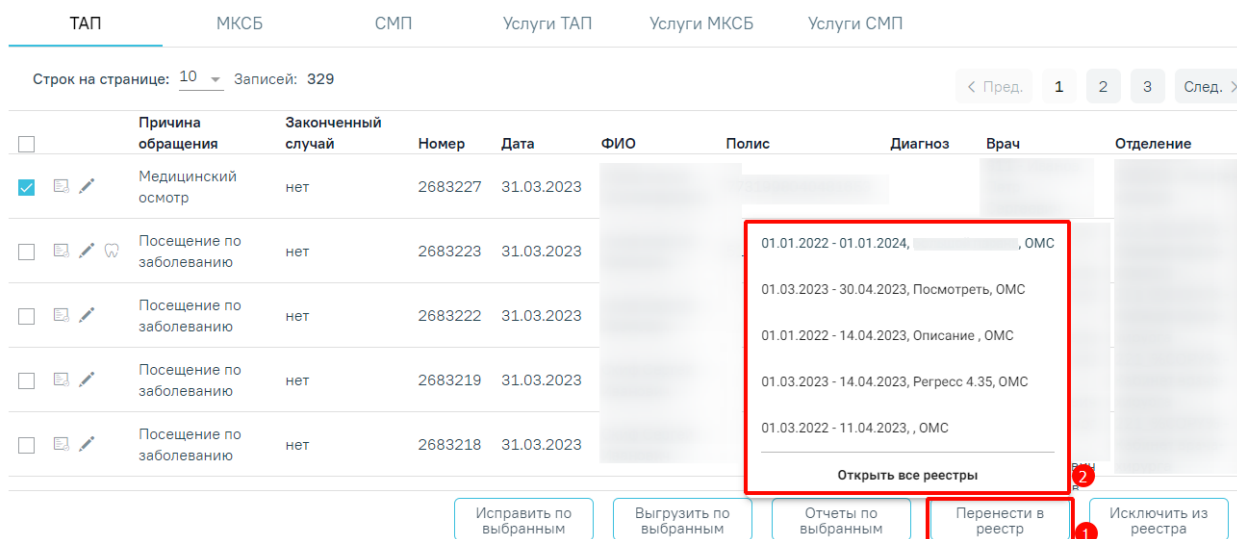 ТАП МКСБ СМП Услуги ТАП Услуги МКСБ Услуги СМП
Строк на странице: 10 Записей: 329 < Пред. 1 2 3 След. >
Причина Законченный
обращения случай Номер Дата ФИО Полис Диагноз Врач Отделение
Медицинский
осмотр нет 2683227 31.03.2023
Посещение по
заболеванию нет 2683223 31.03.2023
Посещение по
заболеванию нет 2683222 31.03.2023
Посещение по
заболеванию нет 2683219 31.03.2023
Посещение по
заболеванию нет 2683218 31.03.2023
01.01.2022 - 01.01.2024, , ОМС
01.03.2023 - 30.04.2023, Посмотреть, ОМС
01.01.2022 - 14.04.2023, Описание , ОМС
01.03.2023 - 14.04.2023, Регресс 4.35, ОМС
01.03.2022 - 11.04.2023, , ОМС
Открыть все реестры
2
Исправить по
выбранным
Выгрузить по
выбранным
Отчеты по
выбранным
Перенести в
реестр
1
Исключить из
реестра